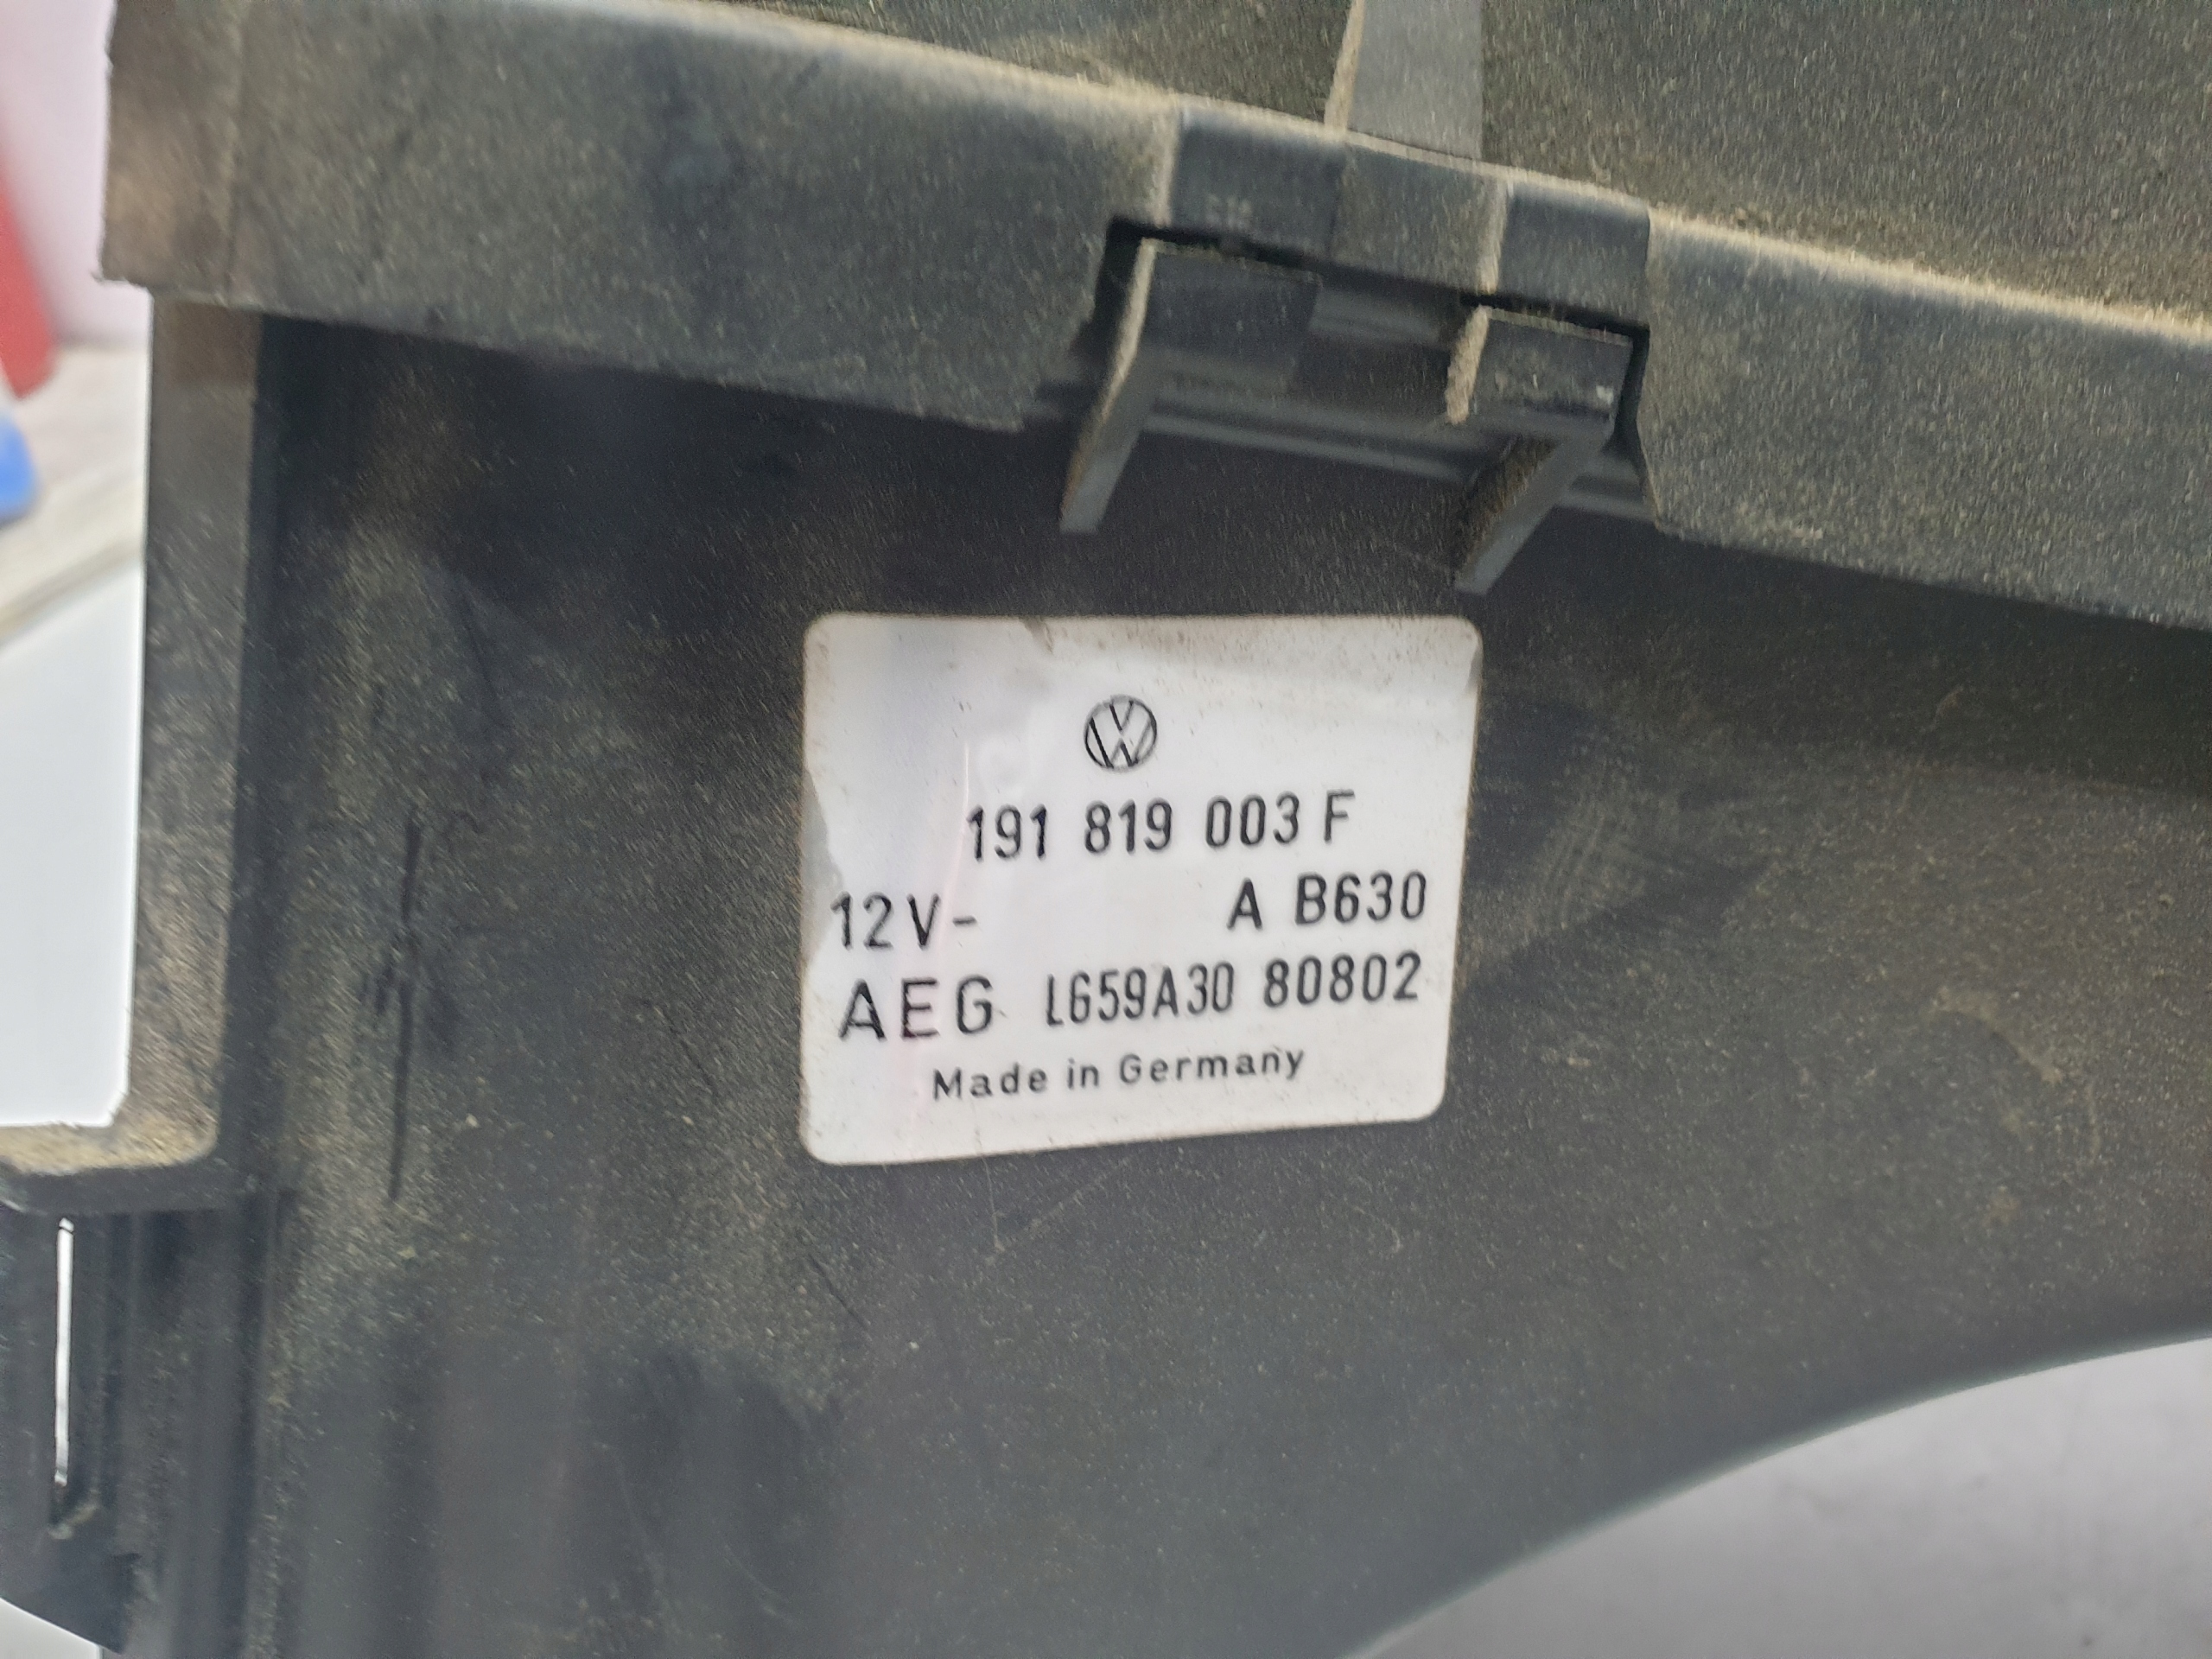 191 819 003 F
12V- A B630
AEG L659A30 80802
Made in Germany